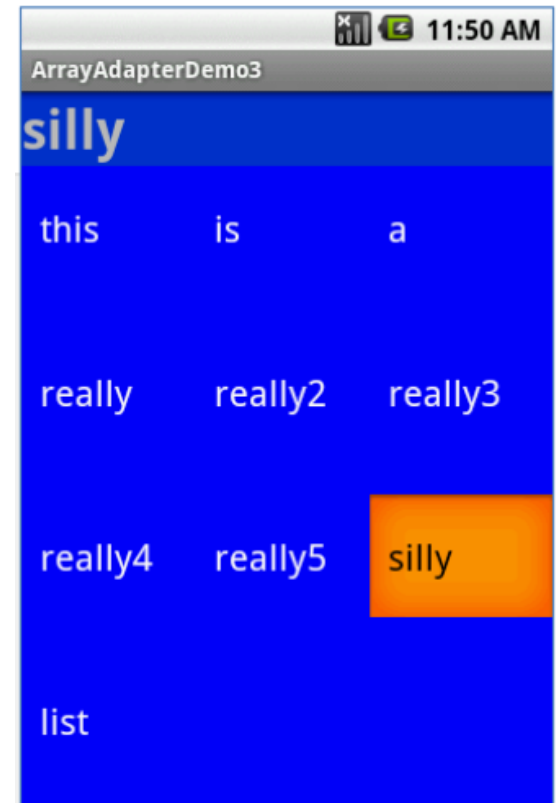 11:50 AM
ArrayAdapterDemo3
silly
this is a
really really2 really3
really4 really5 silly
list